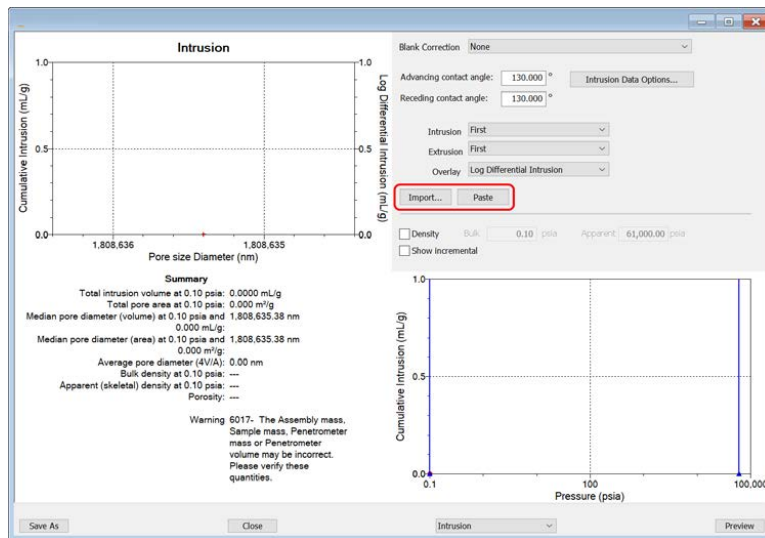 Intrusion
1.0
1.0
Cumulative Intrusion (mL/g)
Log Differential Intrusion (mL/g)
0.5
0.5
0.0
0.0
1,808,636
1,808,635
Pore size Diameter (nm)
Summary
Total intrusion volume at 0.10 psia: 0.0000 mL/g
Total pore area at 0.10 psia: 0.000 m²/g
Median pore diameter (volume) at 0.10 psia and 1,808,635.38 nm
0.000 mL/g:
Median pore diameter (area) at 0.10 psia and 1,808,635.38 nm
0.000 m²/g:
Average pore diameter (4V/A): 0.00 nm
Bulk density at 0.10 psia: ---
Apparent (skeletal) density at 0.10 psia: ---
Porosity: ---
Warning 6017- The Assembly mass,
Sample mass, Penetrometer
mass or Penetrometer
volume may be incorrect.
Please verify these
quantities.
Blank Correction None
Advancing contact angle: 130.000 °
Intrusion Data Options...
Receding contact angle: 130.000 °
Intrusion First
Extrusion First
Overlay Log Differential Intrusion
Import... Paste
Density Bulk 0.10 psia Apparent 61,000.00 psia
Show incremental
1.0
Cumulative Intrusion (mL/g)
0.5
0.0
0.1 100 100,000
Pressure (psia)
Save As Close Intrusion Preview